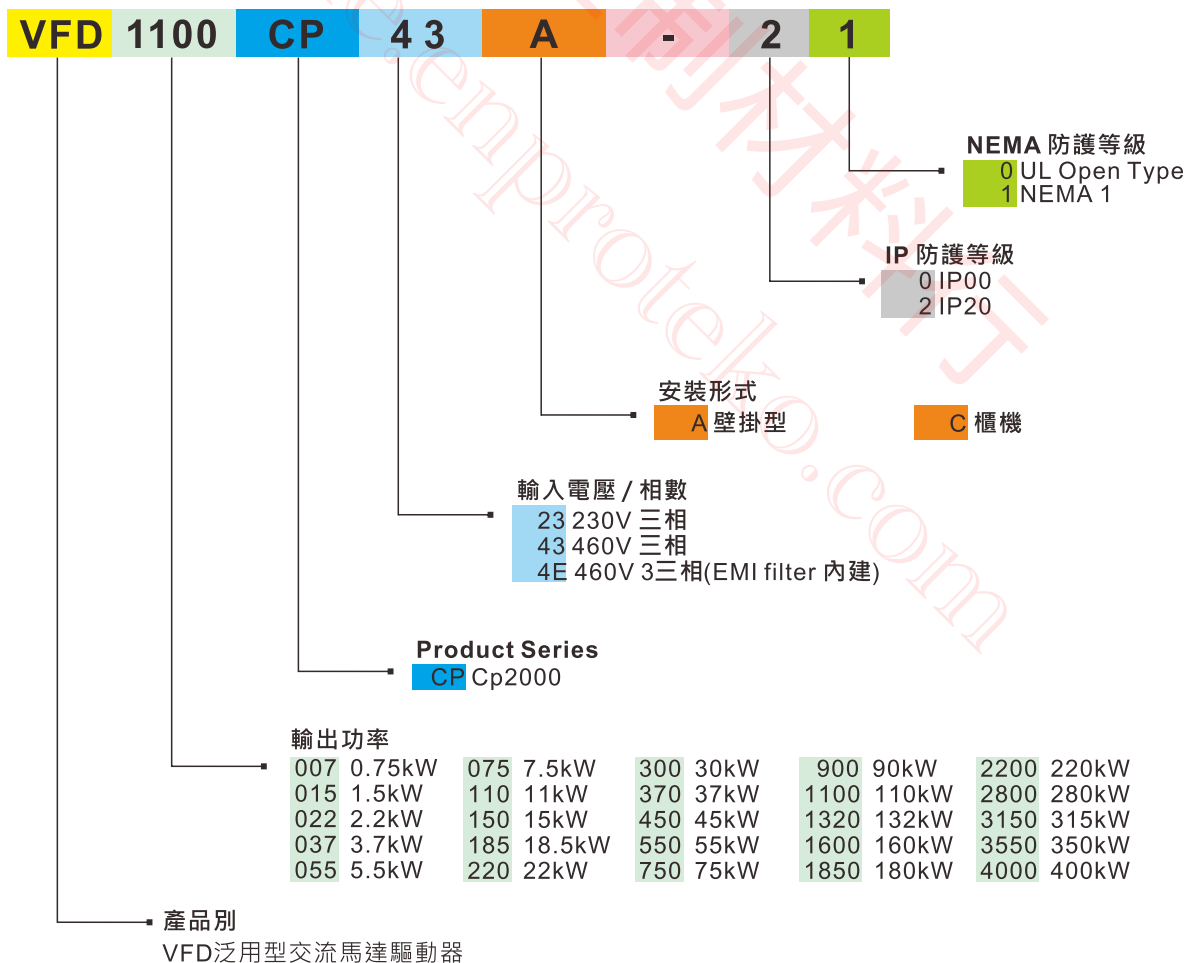 VFD 1100 CP 43 A - 2 1
NEMA 防護等級
0 UL Open Type
1 NEMA 1
IP 防護等級
0 IP00
2 IP20
安裝形式
A 壁掛型 C 櫃機
輸入電壓 / 相數
23 230V 三相
43 460V 三相
4E 460V 3三相(EMI filter 內建)
Product Series
CP Cp2000
輸出功率
007 0.75kW 075 7.5kW 300 30kW 900 90kW 2200 220kW
015 1.5kW 110 11kW 370 37kW 1100 110kW 2800 280kW
022 2.2kW 150 15kW 450 45kW 1320 132kW 3150 315kW
037 3.7kW 185 18.5kW 550 55kW 1600 160kW 3550 350kW
055 5.5kW 220 22kW 750 75kW 1850 180kW 4000 400kW
產品別
VFD泛用型交流馬達驅動器
制材料行
e.enproteko.com